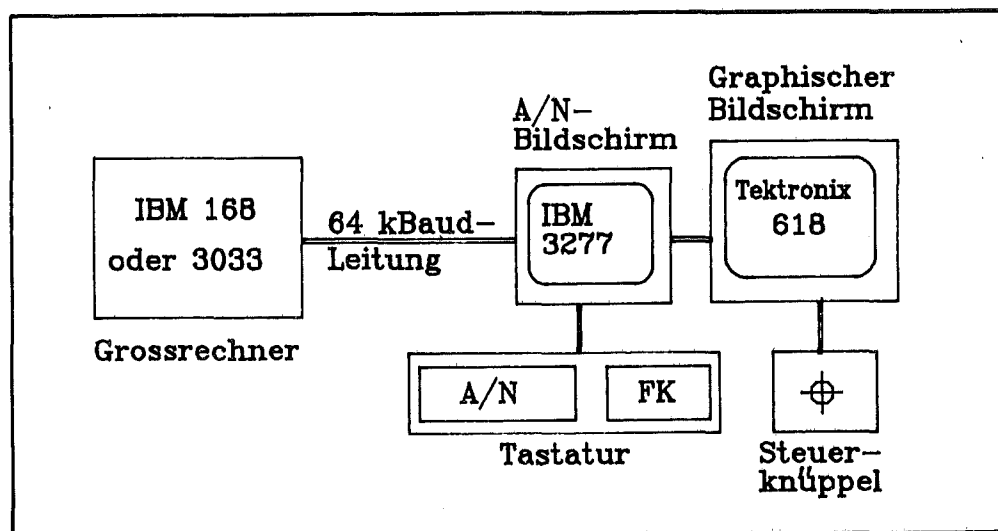 IBM 168
oder 3033
Grossrechner
64 kBaud-
Leitung
A/N-
Bildschirm
IBM
3277
Graphischer
Bildschirm
Tektronix
618
A/N
FK
Tastatur
Steuer-
knüppel